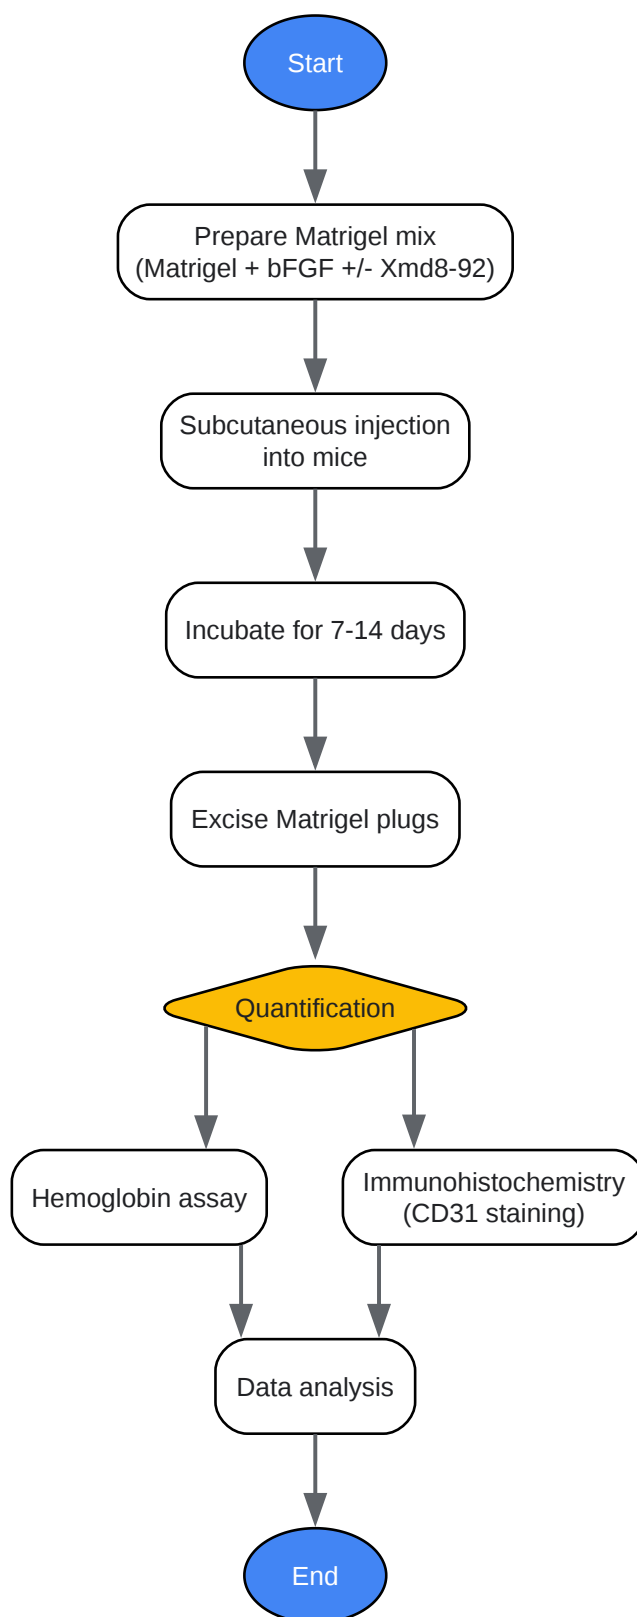 Start
Prepare Matrigel mix
(Matrigel + bFGF +/- Xmd8-92)
Subcutaneous injection
into mice
Incubate for 7-14 days
Excise Matrigel plugs
Quantification
Hemoglobin assay
Immunohistochemistry
(CD31 staining)
Data analysis
End